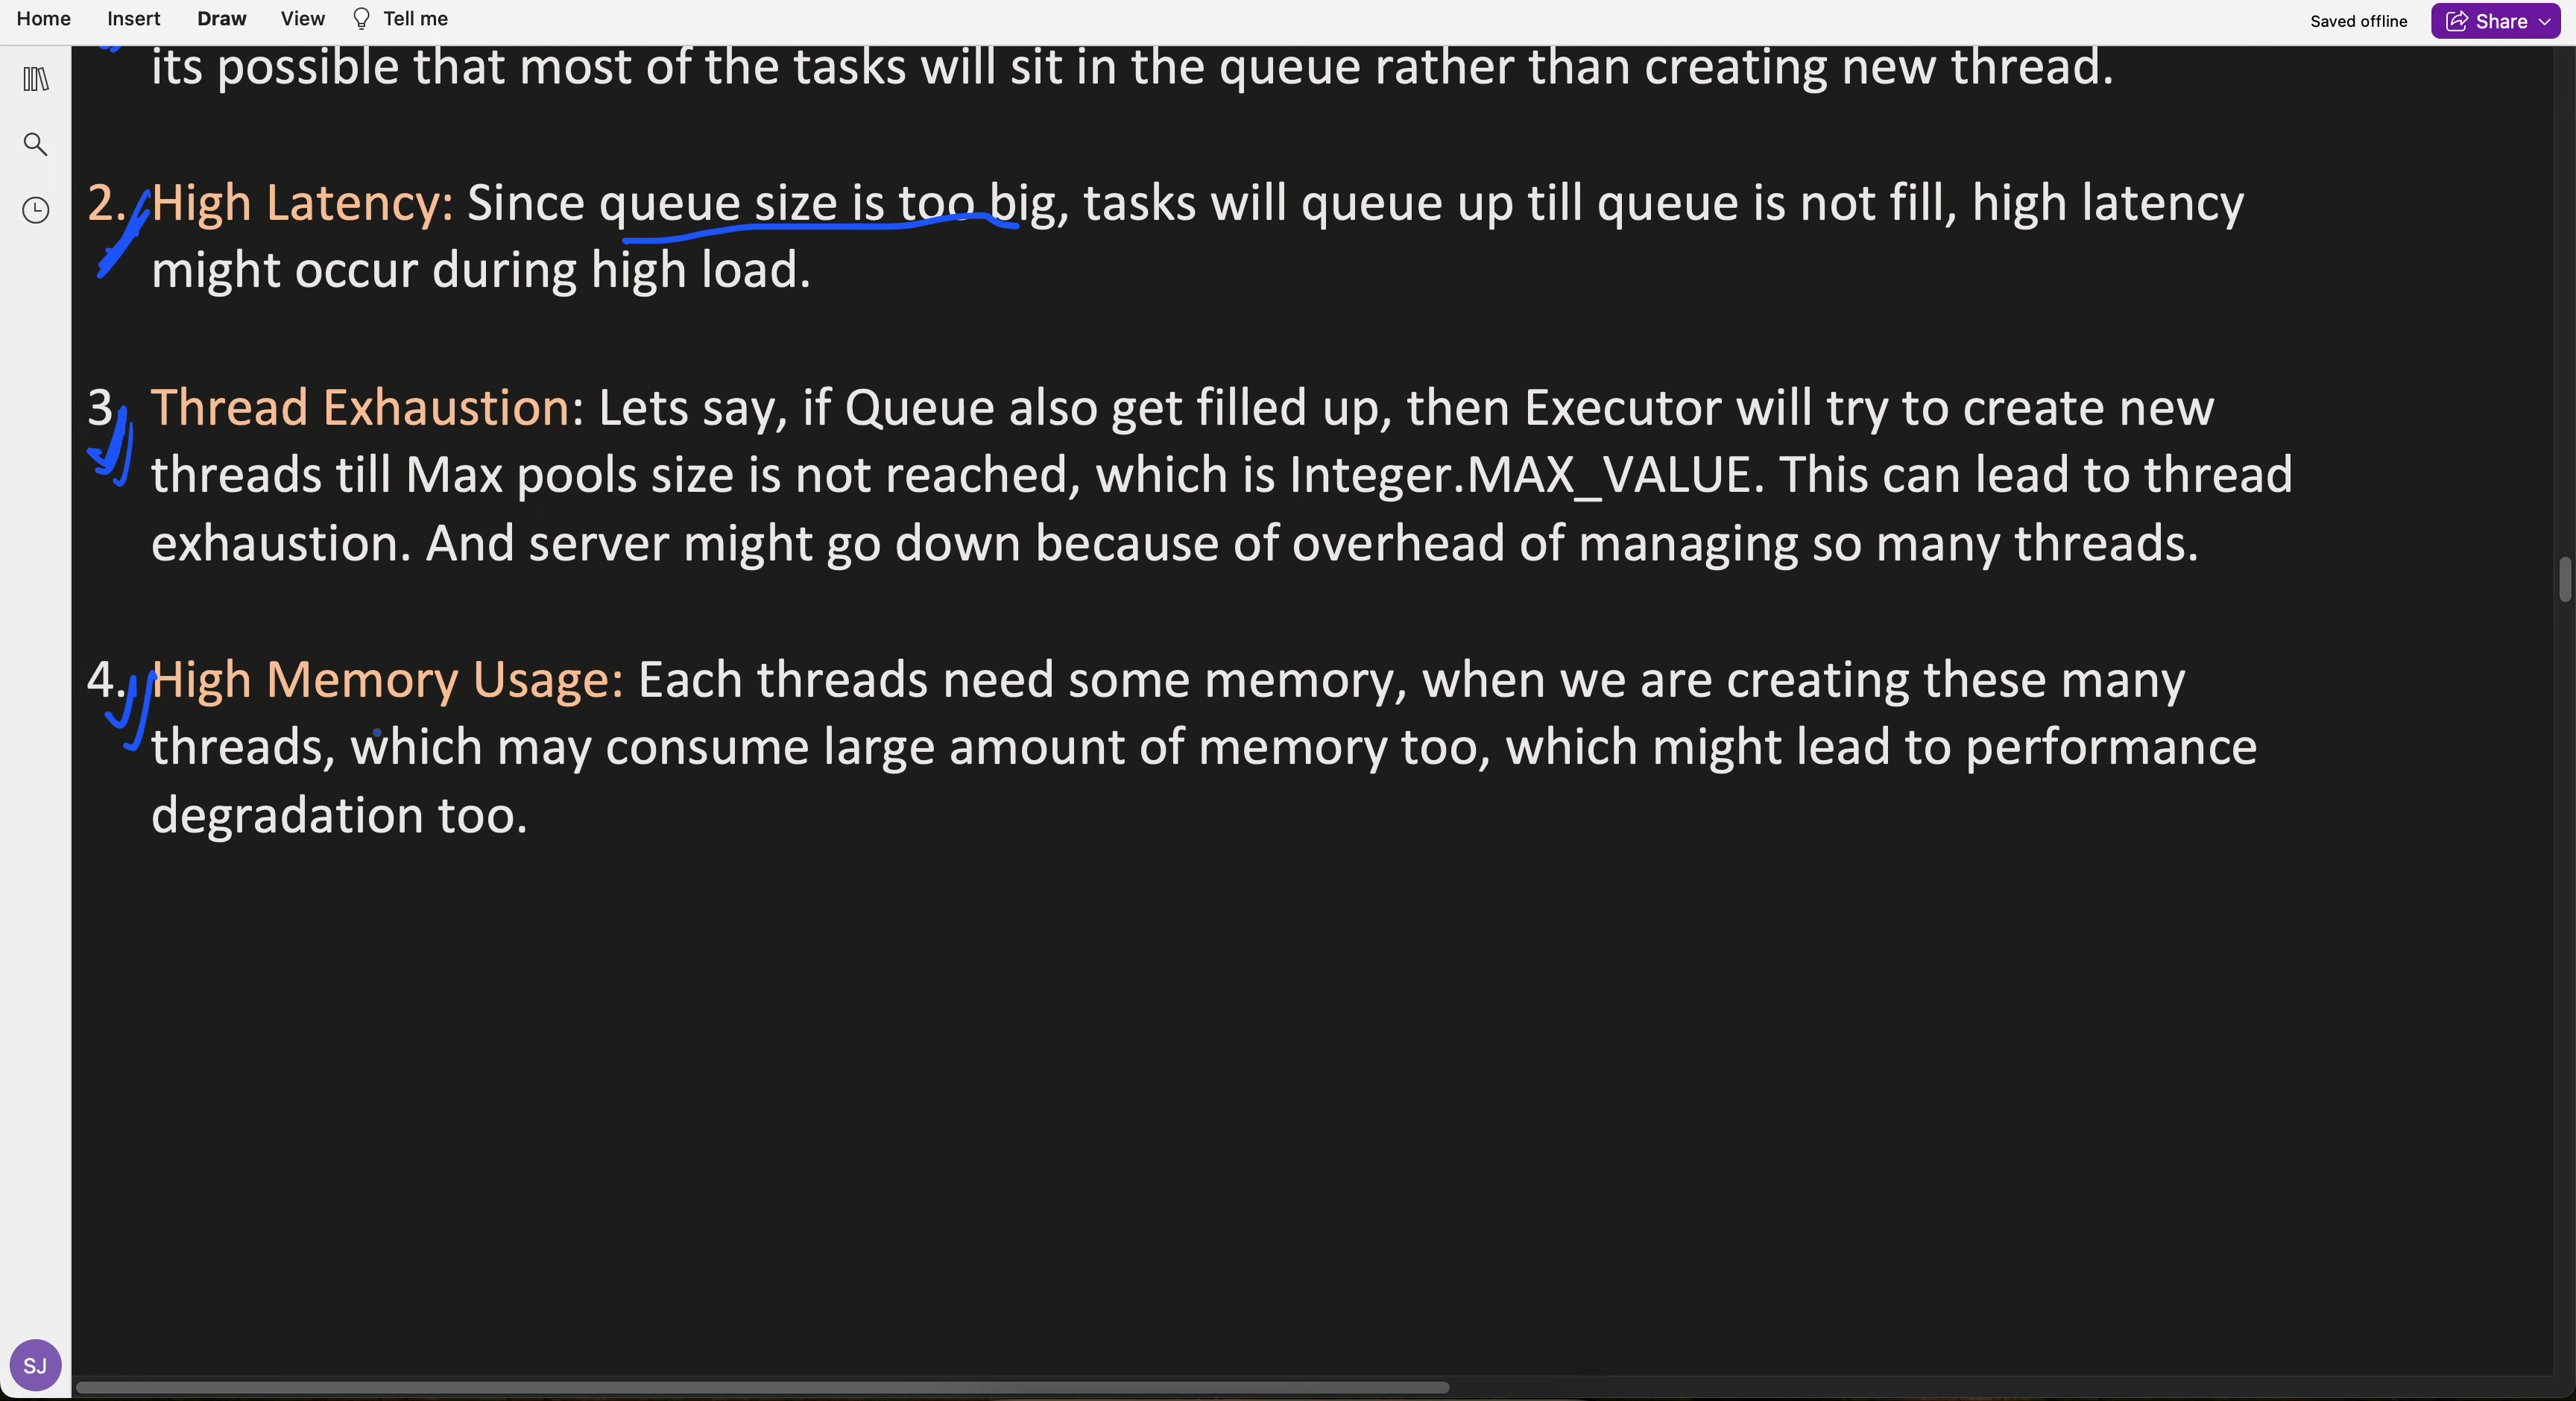 Home Insert Draw View Tell me Saved offline Share
its possible that most of the tasks will sit in the queue rather than creating new thread.
2. High Latency: Since queue size is too big, tasks will queue up till queue is not fill, high latency
might occur during high load.
3. Thread Exhaustion: Lets say, if Queue also get filled up, then Executor will try to create new
threads till Max pools size is not reached, which is Integer.MAX_VALUE. This can lead to thread
exhaustion. And server might go down because of overhead of managing so many threads.
4. High Memory Usage: Each threads need some memory, when we are creating these many
threads, which may consume large amount of memory too, which might lead to performance
degradation too.
SJ